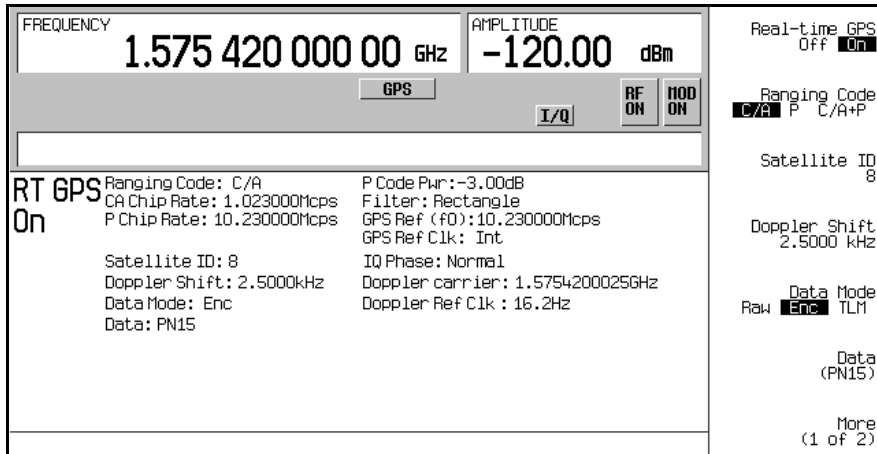 FREQUENCY
1.575 420 000 00 GHz
AMPLITUDE
-120.00 dBm
GPS
I/Q
RF ON
MOD ON
RT GPS
On
Ranging Code: C/A
CA Chip Rate: 1.023000Mcps
P Chip Rate: 10.230000Mcps
Satellite ID: 8
Doppler Shift: 2.5000kHz
Data Mode: Enc
Data: PN15
P Code Pwr:-3.00dB
Filter: Rectangle
GPS Ref (f0):10.230000Mcps
GPS Ref Clk: Int
IQ Phase: Normal
Doppler carrier: 1.5754200025GHz
Doppler Ref Clk : 16.2Hz
Real-time GPS
Off On
Ranging Code
C/A P C/A+P
Satellite ID
8
Doppler Shift
2.5000 kHz
Data Mode
Raw Enc TLM
Data
(PN15)
More
(1 of 2)